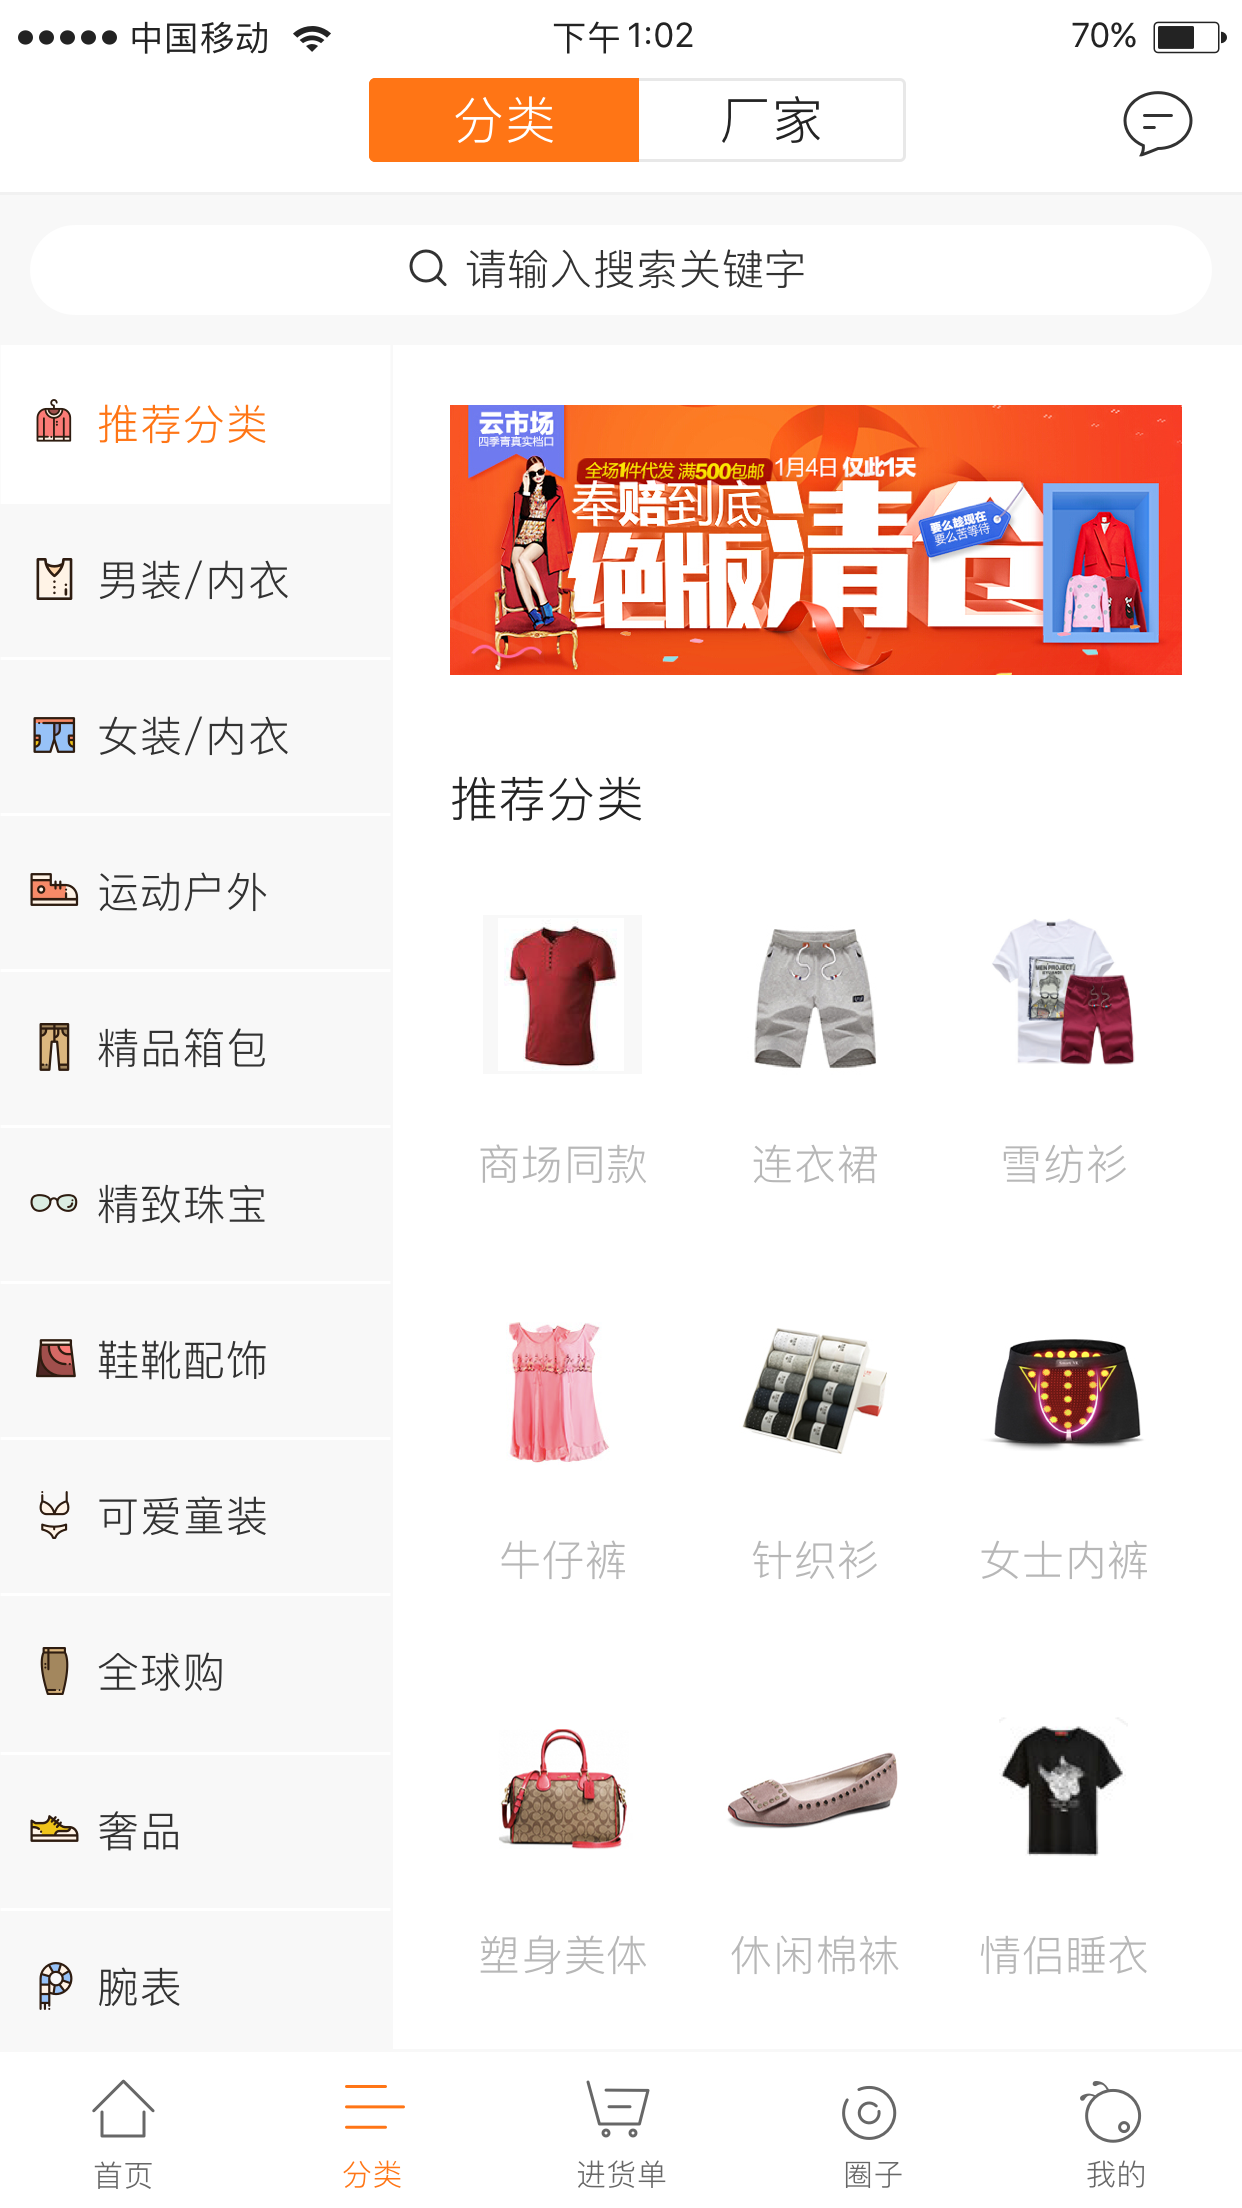 中国移动
下午1:02
70%
分类
厂家
请输入搜索关键字
推荐分类
男装/内衣
女装/内衣
运动户外
精品箱包
精致珠宝
鞋靴配饰
可爱童装
全球购
奢品
腕表
云市场
四季青真实档口
全场1件代发 满500包邮
1月4日 仅此1天
奉赔到底
绝版清仓
要么趁现在
要么苦等待
推荐分类
商场同款
连衣裙
雪纺衫
MEN PROJECT
牛仔裤
针织衫
女士内裤
塑身美体
休闲棉袜
情侣睡衣
首页
分类
进货单
圈子
我的